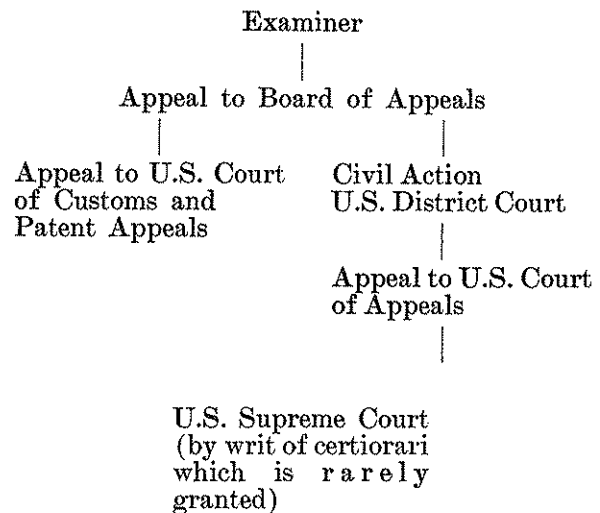 Examiner
Appeal to Board of Appeals
Appeal to U.S. Court
of Customs and
Patent Appeals
Civil Action
U.S. District Court
Appeal to U.S. Court
of Appeals
U.S. Supreme Court
(by writ of certiorari
which is rarely
granted)